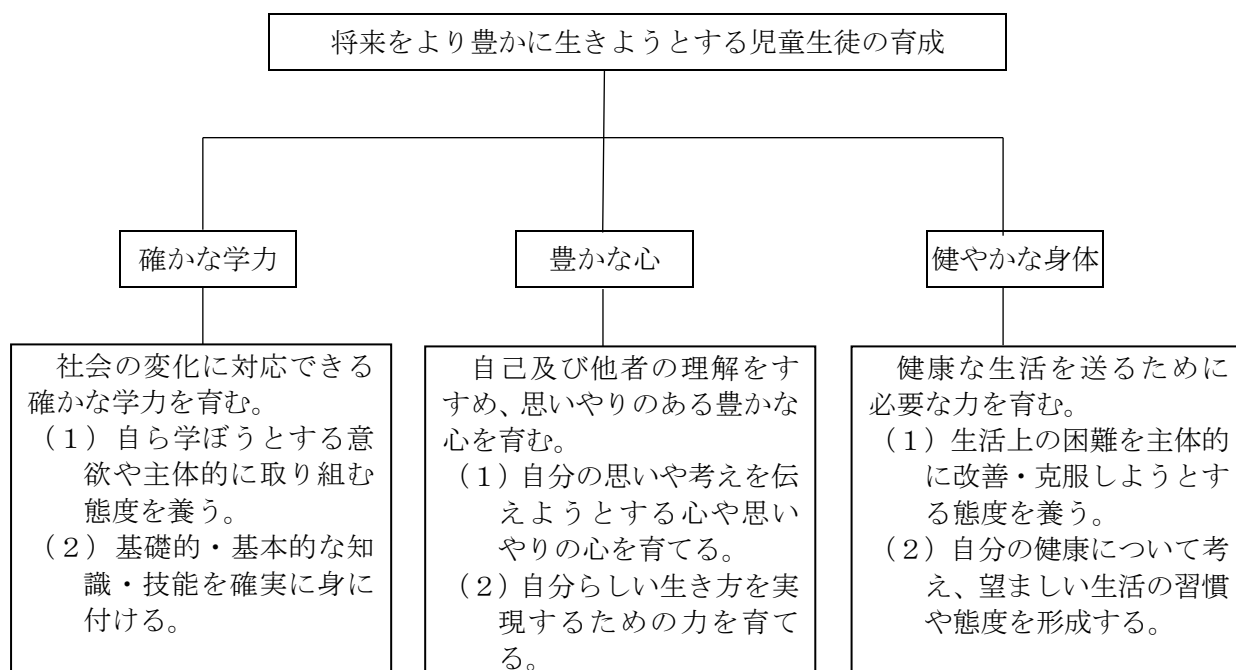 将来をより豊かに生きようとする児童生徒の育成
確かな学力
豊かな心
健やかな身体
社会の変化に対応できる
確かな学力を育む。
（１）自ら学ぼうとする意
欲や主体的に取り組む
態度を養う。
（２）基礎的・基本的な知
識・技能を確実に身に
付ける。
自己及び他者の理解をす
すめ、思いやりのある豊かな
心を育む。
（１）自分の思いや考えを伝
えようとする心や思い
やりの心を育てる。
（２）自分らしい生き方を実
現するための力を育て
る。
健康な生活を送るために
必要な力を育む。
（１）生活上の困難を主体的
に改善・克服しようとす
る態度を養う。
（２）自分の健康について考
え、望ましい生活の習慣
や態度を形成する。